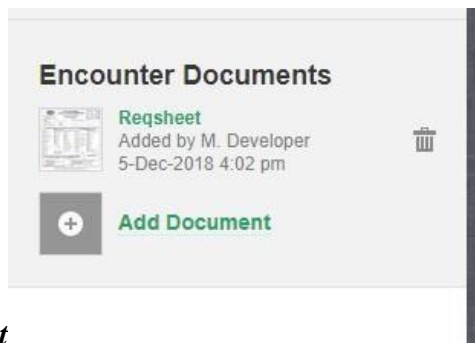 Encounter Documents
Reqsheet
Added by M. Developer
5-Dec-2018 4:02 pm
Add Document
t